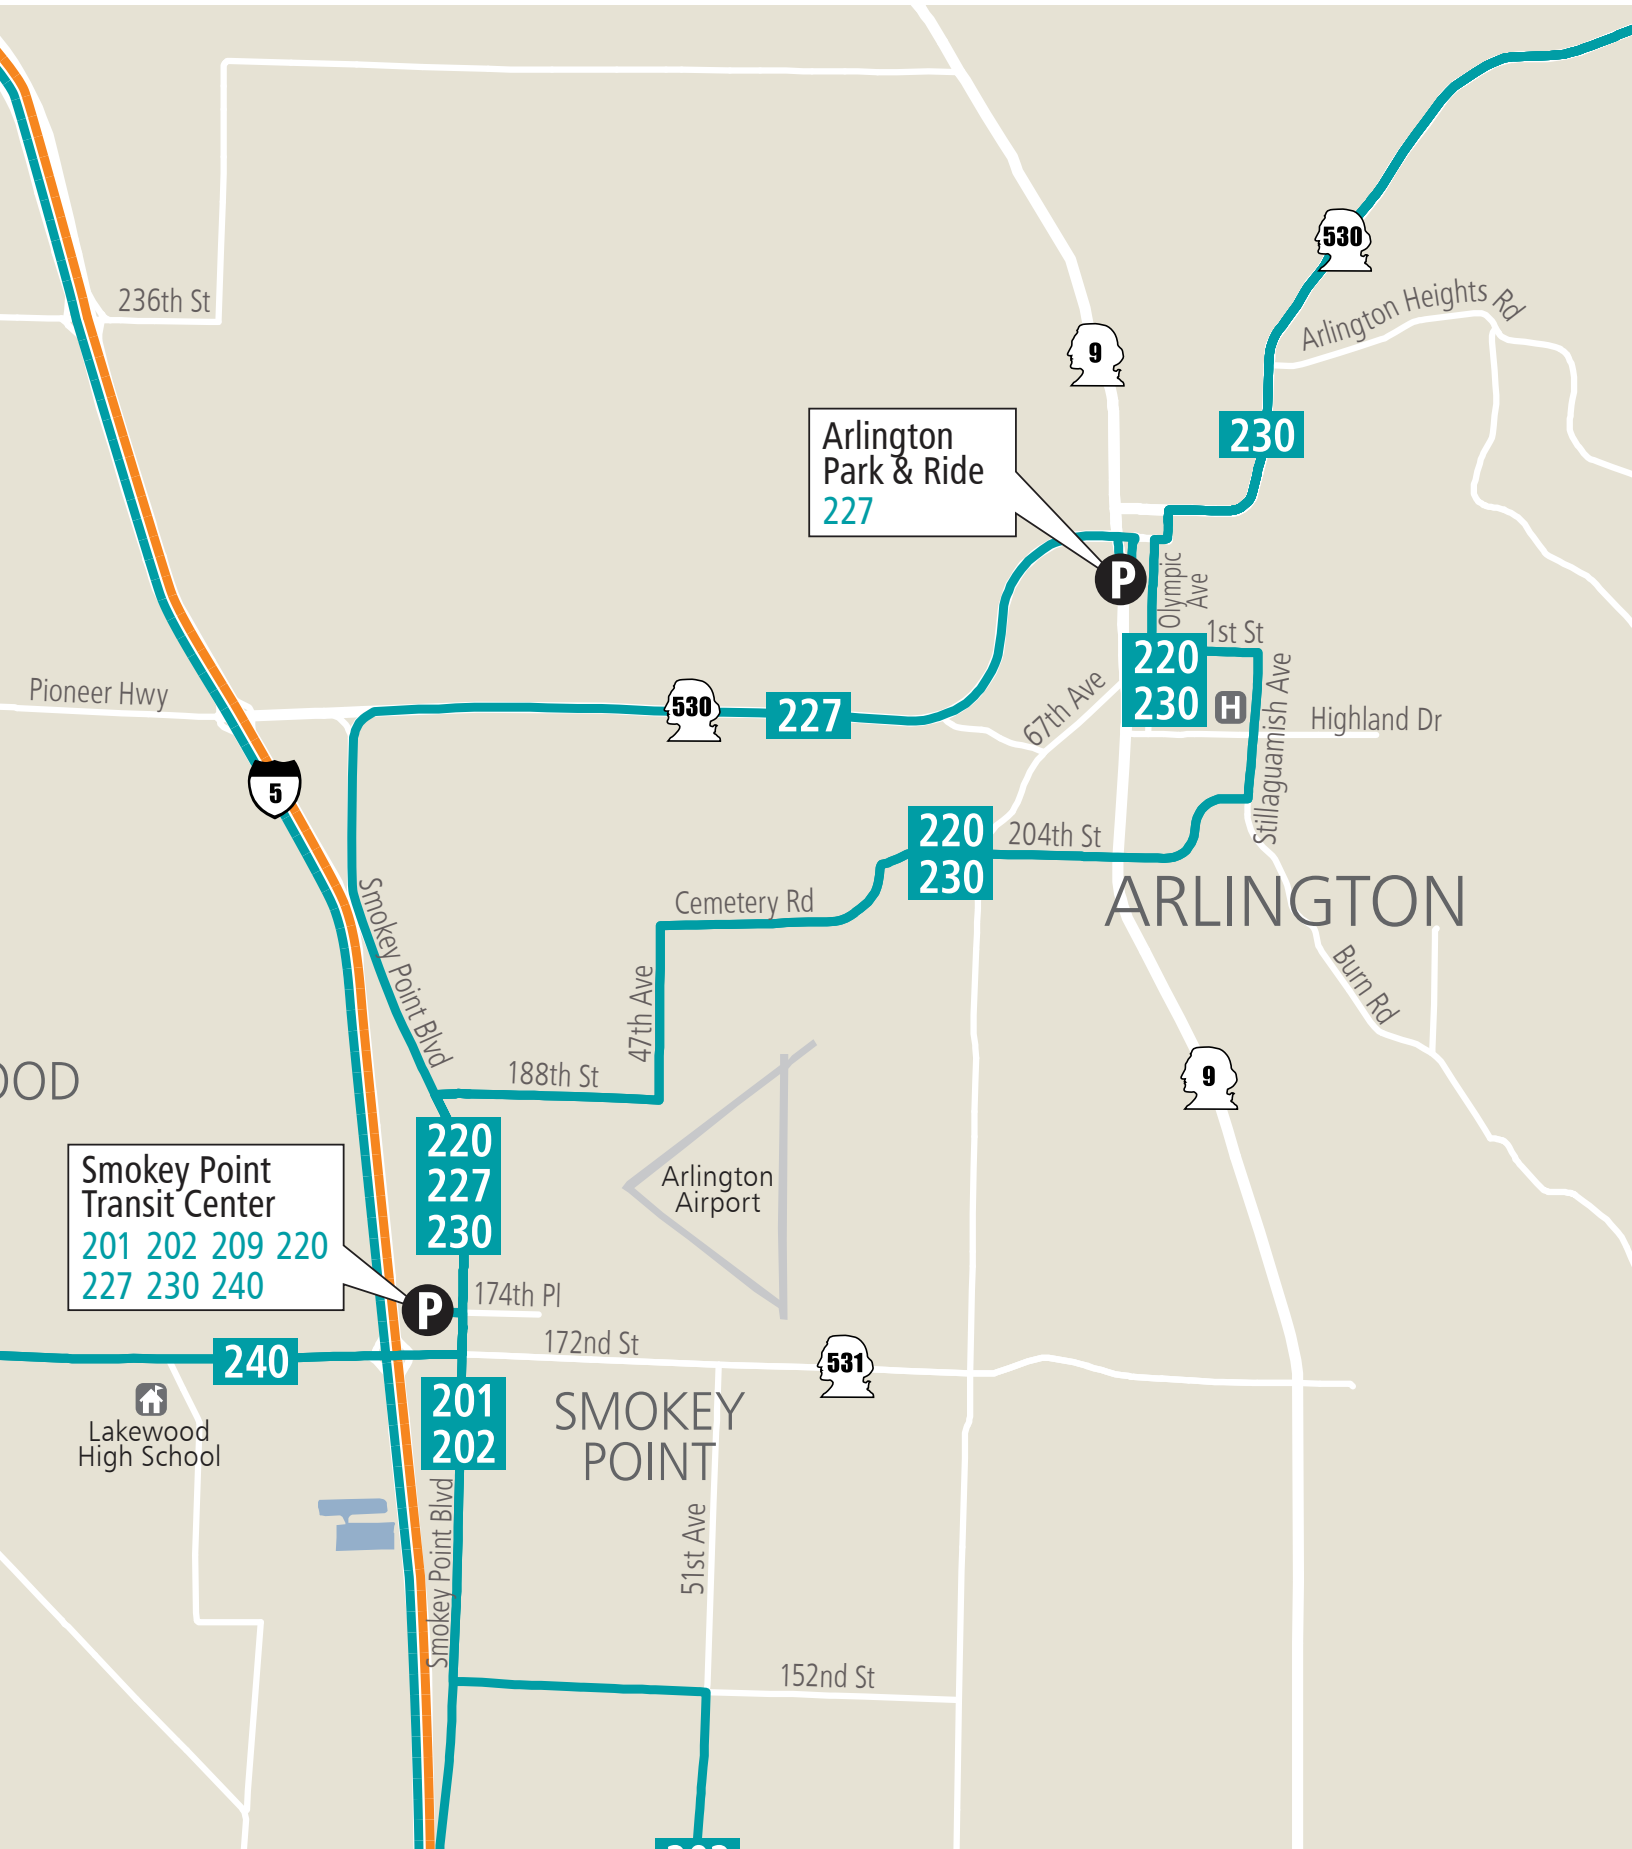 530
236th St
Arlington Heights Rd
9
Arlington
Park & Ride
227
230
P
Olympic
Ave
1st St
220
230
H
Stillaguamish Ave
Highland Dr
67th Ave
Pioneer Hwy
530
227
5
220
230
204th St
ARLINGTON
Cemetery Rd
Smokey Point Blvd
47th Ave
Burn Rd
188th St
9
OOD
220
227
230
Smokey Point
Transit Center
201 202 209 220
227 230 240
Arlington
Airport
P
174th Pl
172nd St
240
531
201
202
SMOKEY
POINT
Lakewood
High School
Smokey Point Blvd
51st Ave
152nd St